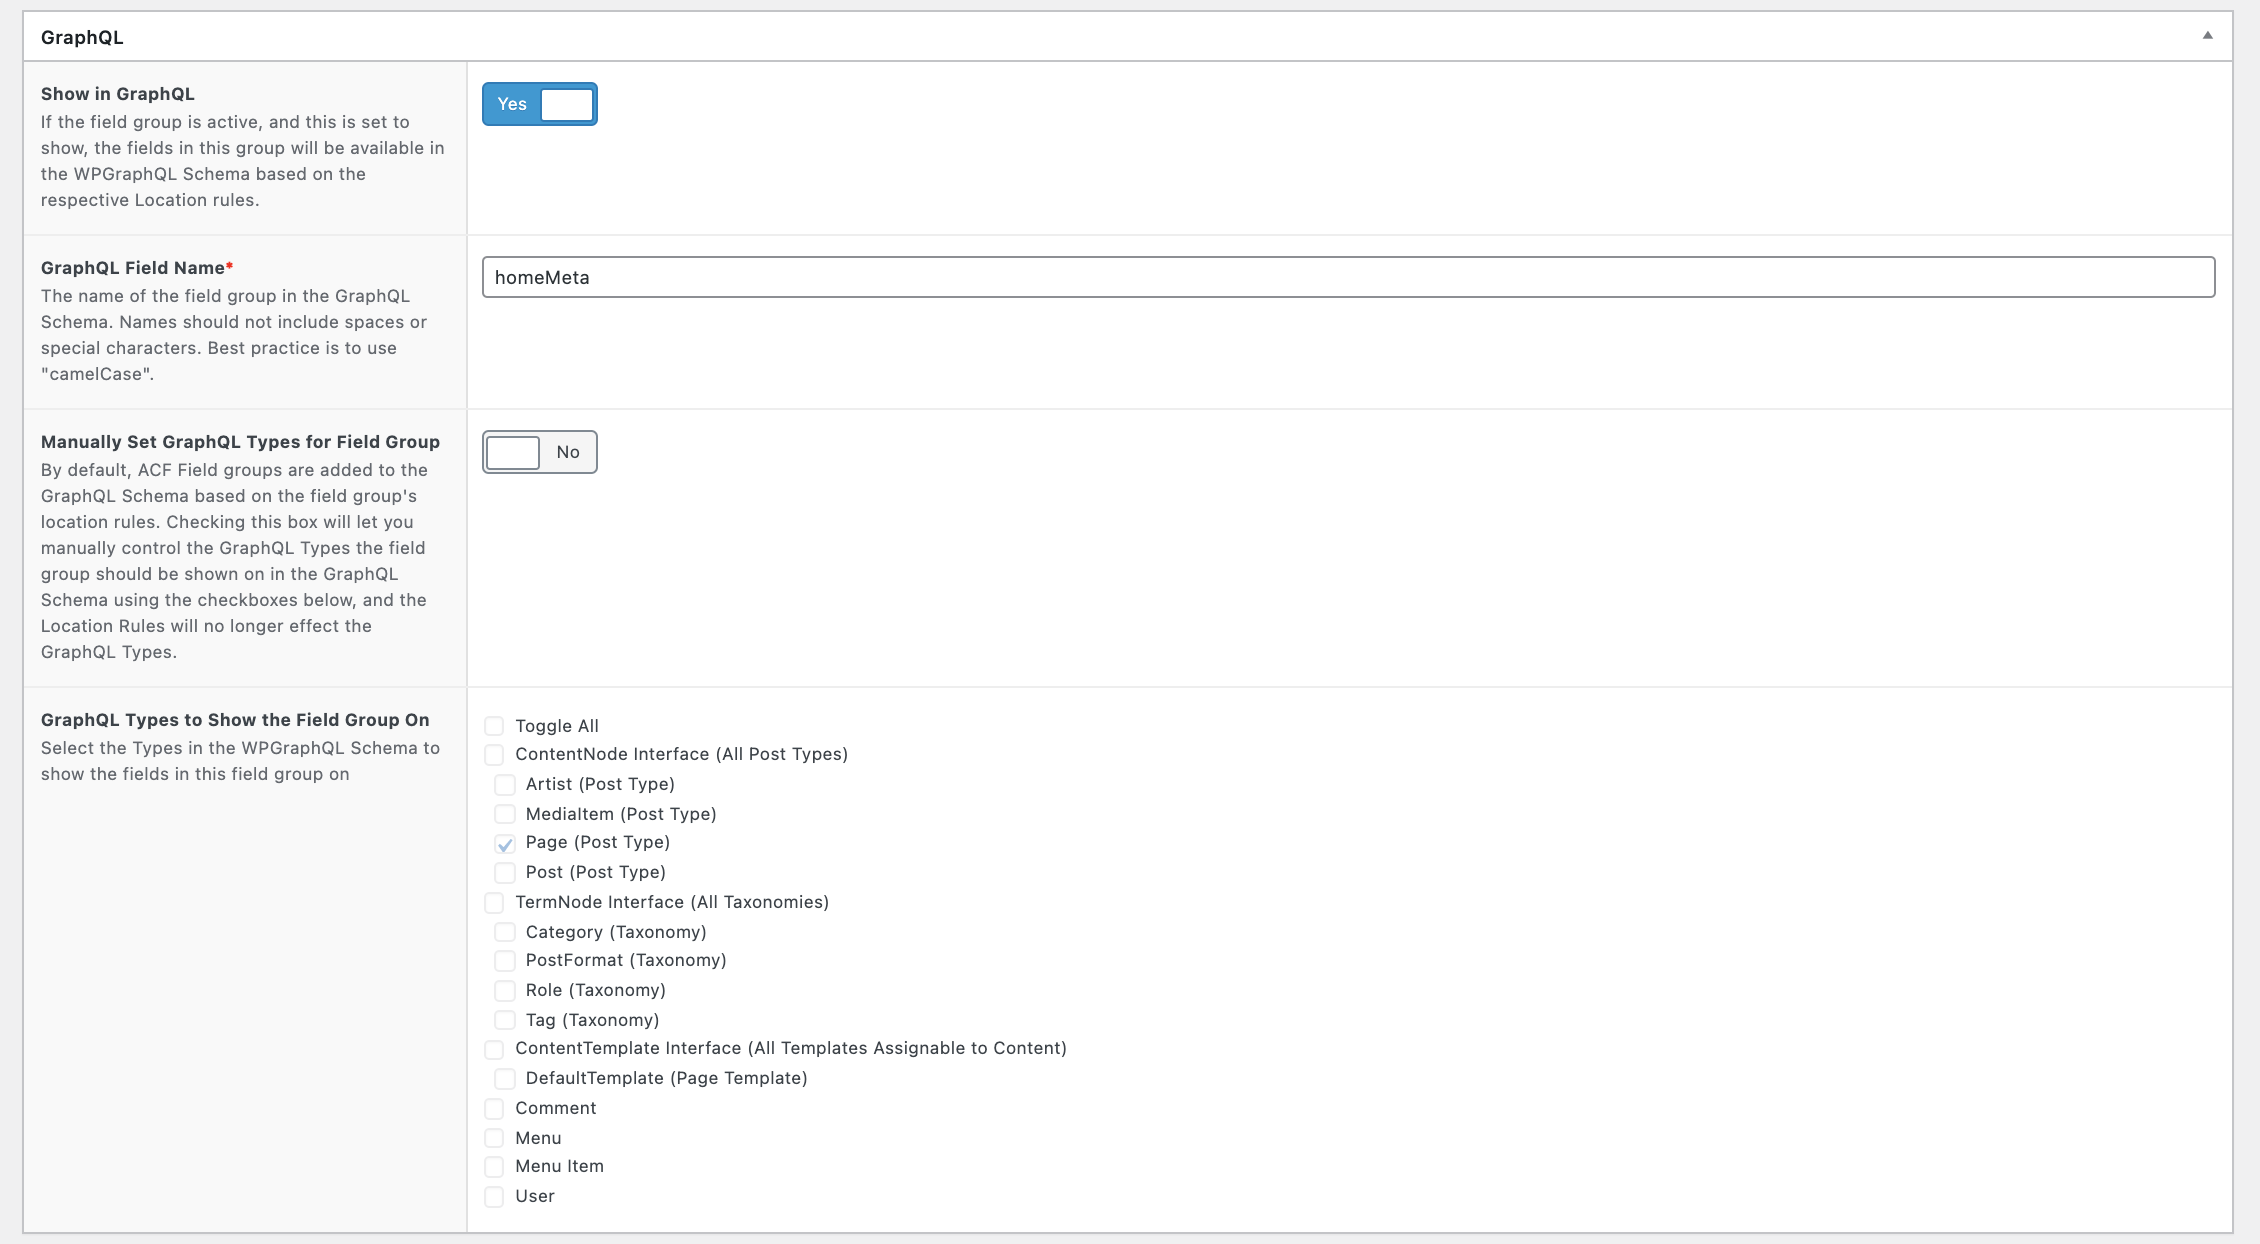 GraphQL
Show in GraphQL
If the field group is active, and this is set to
show, the fields in this group will be available in
the WPGraphQL Schema based on the
respective Location rules.
Yes
GraphQL Field Name*
The name of the field group in the GraphQL
Schema. Names should not include spaces or
special characters. Best practice is to use
"camelCase".
homeMeta
Manually Set GraphQL Types for Field Group
By default, ACF Field groups are added to the
GraphQL Schema based on the field group's
location rules. Checking this box will let you
manually control the GraphQL Types the field
group should be shown on in the GraphQL
Schema using the checkboxes below, and the
Location Rules will no longer effect the
GraphQL Types.
No
GraphQL Types to Show the Field Group On
Select the Types in the WPGraphQL Schema to
show the fields in this field group on
Toggle All
ContentNode Interface (All Post Types)
Artist (Post Type)
MediaItem (Post Type)
Page (Post Type)
Post (Post Type)
TermNode Interface (All Taxonomies)
Category (Taxonomy)
PostFormat (Taxonomy)
Role (Taxonomy)
Tag (Taxonomy)
ContentTemplate Interface (All Templates Assignable to Content)
DefaultTemplate (Page Template)
Comment
Menu
Menu Item
User